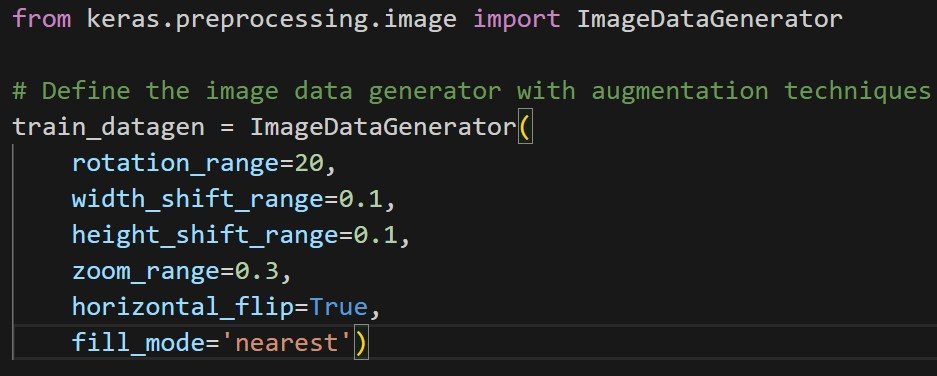 from keras.preprocessing.image import ImageDataGenerator
# Define the image data generator with augmentation techniques
train_datagen = ImageDataGenerator(
rotation_range=20,
width_shift_range=0.1,
height_shift_range=0.1,
zoom_range=0.3,
horizontal_flip=True,
fill_mode='nearest')